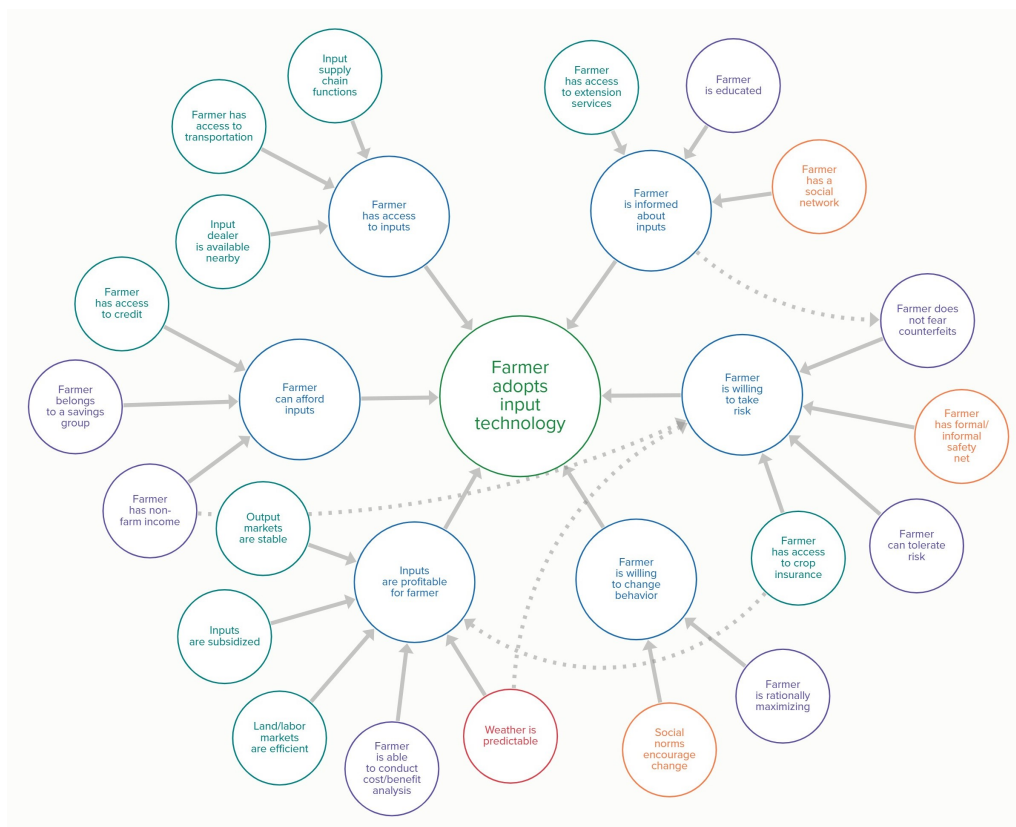 Input
supply
chain
functions
Farmer
has access
to extension
services
Farmer
is educated
Farmer has
access to
transportation
Farmer
has a
social
network
Farmer
has access
to inputs
Farmer
is informed
about
inputs
Input
dealer
is available
nearby
Farmer
has access
to credit
Farmer does
not fear
counterfeits
Farmer
adopts
input
technology
Farmer
can afford
inputs
Farmer
is willing
to take
risk
Farmer
belongs
to a savings
group
Farmer
has formal/
informal
safety
net
Farmer
has non-
farm income
Output
markets
are stable
Farmer
can tolerate
risk
Farmer
has access
to crop
insurance
Inputs
are profitable
for farmer
Farmer
is willing
to change
behavior
Inputs
are subsidized
Farmer
is rationally
maximizing
Land/labor
markets
are efficient
Weather is
predictable
Social
norms
encourage
change
Farmer
is able
to conduct
cost/benefit
analysis